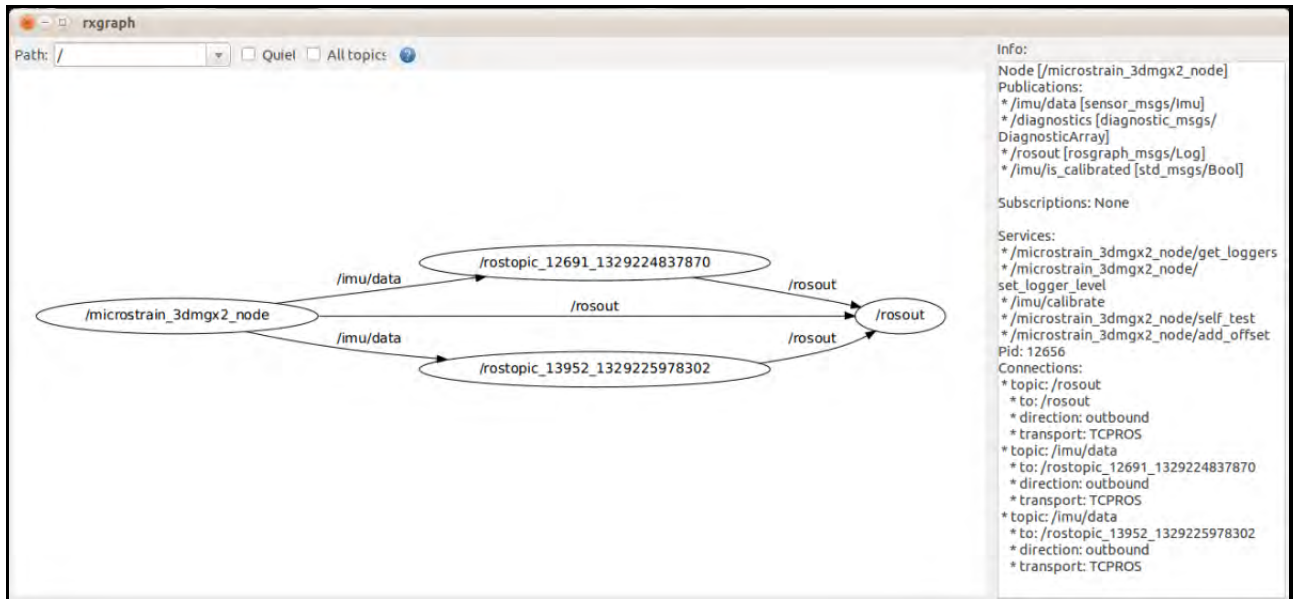 rxgraph
Path: /
Quiet
All topics
/imu/data
/rostopic_12691_1329224837870
/rosout
/microstrain_3dmgx2_node
/rosout
/rosout
/imu/data
/rostopic_13952_1329225978302
/rosout
Info:
Node [/microstrain_3dmgx2_node]
Publications:
* /imu/data [sensor_msgs/Imu]
* /diagnostics [diagnostic_msgs/
DiagnosticArray]
* /rosout [rosgraph_msgs/Log]
* /imu/is_calibrated [std_msgs/Bool]
Subscriptions: None
Services:
* /microstrain_3dmgx2_node/get_loggers
* /microstrain_3dmgx2_node/
set_logger_level
* /imu/calibrate
* /microstrain_3dmgx2_node/self_test
* /microstrain_3dmgx2_node/add_offset
Pid: 12656
Connections:
* topic: /rosout
* to: /rosout
* direction: outbound
* transport: TCPROS
* topic: /imu/data
* to: /rostopic_12691_1329224837870
* direction: outbound
* transport: TCPROS
* topic: /imu/data
* to: /rostopic_13952_1329225978302
* direction: outbound
* transport: TCPROS